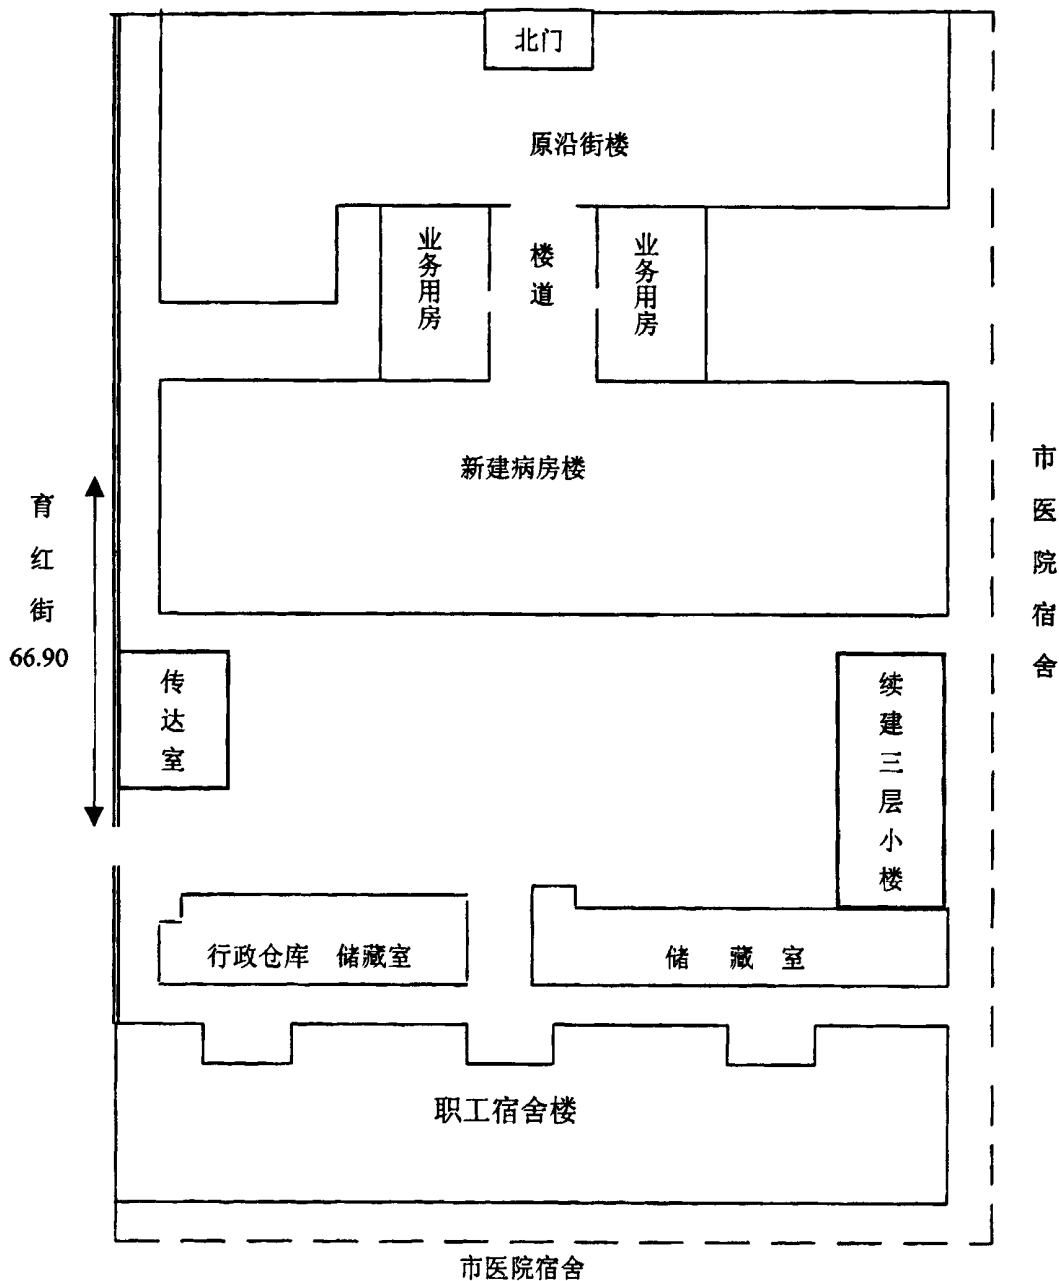 北门
原沿街楼
业务用房
楼道
业务用房
新建病房楼
育红街
66.90
市医院宿舍
传达室
续建三层小楼
行政仓库 储藏室
储 藏 室
职工宿舍楼
市医院宿舍